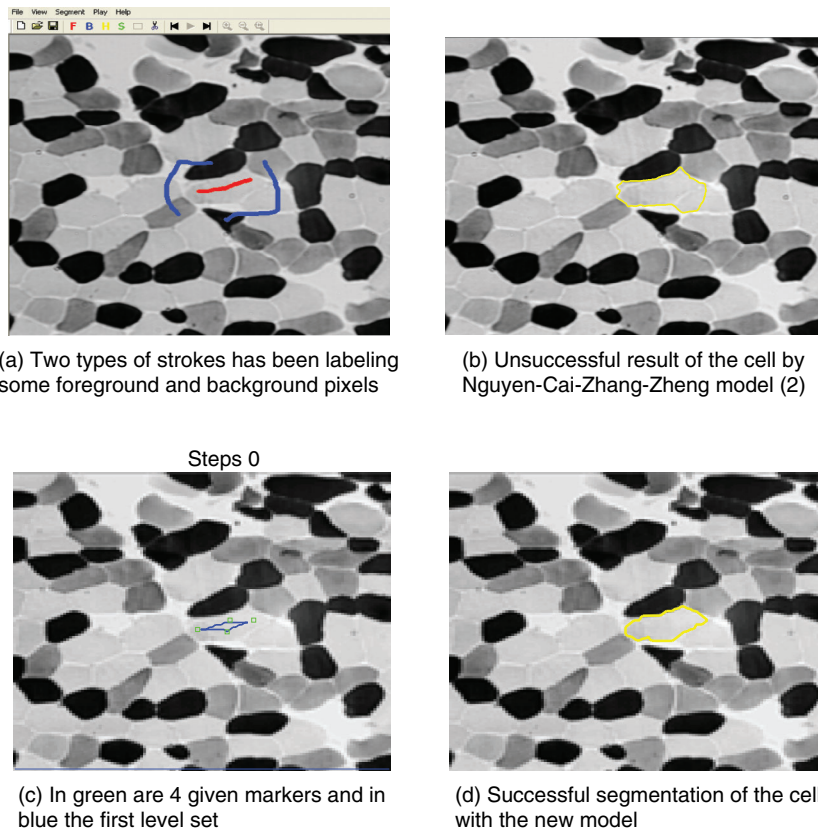 File View Segment Play Help
F B H S
(a) Two types of strokes has been labeling
some foreground and background pixels
(b) Unsuccessful result of the cell by
Nguyen-Cai-Zhang-Zheng model (2)
Steps 0
(c) In green are 4 given markers and in
blue the first level set
(d) Successful segmentation of the cell
with the new model